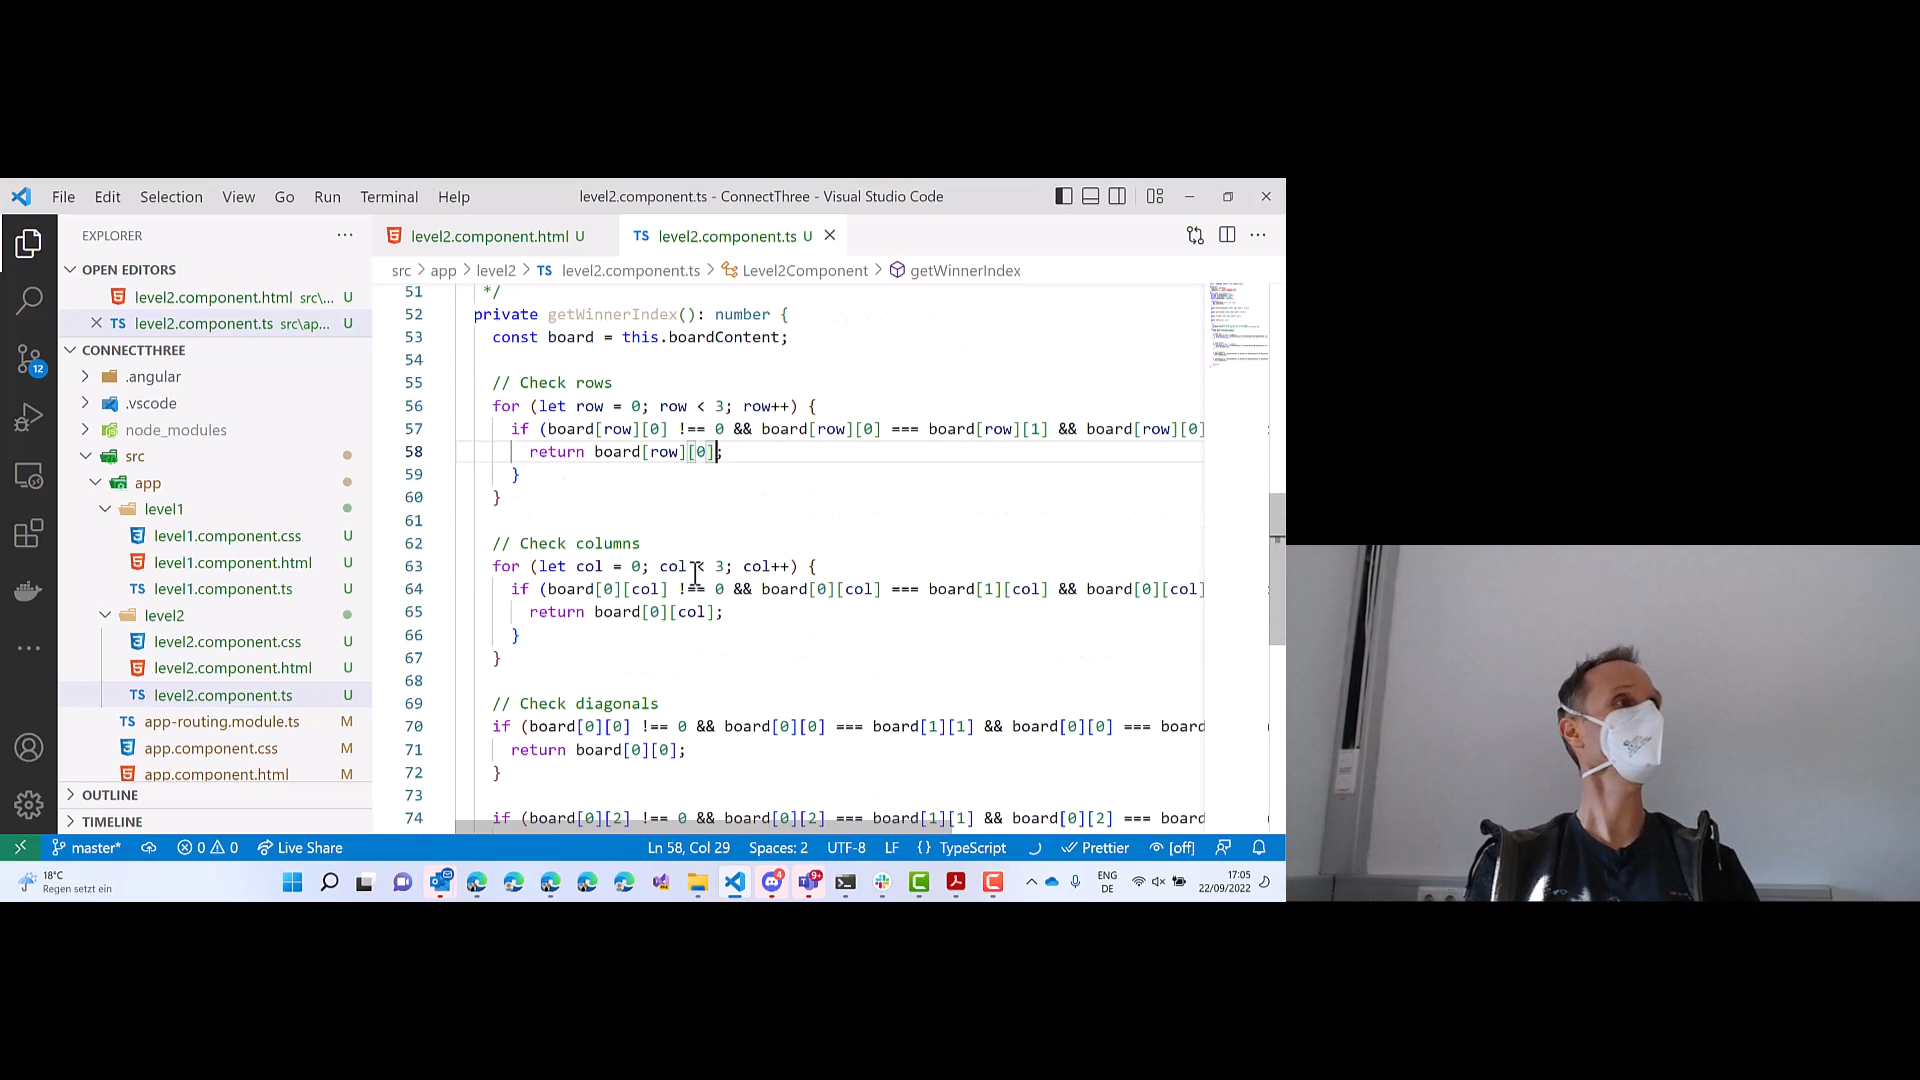 File Edit Selection View Go Run Terminal Help
level2.component.ts - ConnectThree - Visual Studio Code
EXPLORER
OPEN EDITORS
level2.component.html src\... U
level2.component.ts src\ap... U
CONNECTTHREE
.angular
.vscode
node_modules
src
app
level1
level1.component.css U
level1.component.html U
level1.component.ts U
level2
level2.component.css U
level2.component.html U
level2.component.ts U
app-routing.module.ts M
app.component.css M
app.component.html M
OUTLINE
TIMELINE
12
level2.component.html U
TS level2.component.ts U
src > app > level2 > TS level2.component.ts > Level2Component > getWinnerIndex
51 */
52 private getWinnerIndex(): number {
53 const board = this.boardContent;
54
55 // Check rows
56 for (let row = 0; row < 3; row++) {
57 if (board[row][0] !== 0 && board[row][0] === board[row][1] && board[row][0]
58 return board[row][0];
59 }
60 }
61
62 // Check columns
63 for (let col = 0; col < 3; col++) {
64 if (board[0][col] !== 0 && board[0][col] === board[1][col] && board[0][col]
65 return board[0][col];
66 }
67 }
68
69 // Check diagonals
70 if (board[0][0] !== 0 && board[0][0] === board[1][1] && board[0][0] === board
71 return board[0][0];
72 }
73
74 if (board[0][2] !== 0 && board[0][2] === board[1][1] && board[0][2] === board
master* 0 0 Live Share Ln 58, Col 29 Spaces: 2 UTF-8 LF {} TypeScript Prettier [off]
18°C
Regen setzt ein
4
9+
ENG
DE
17:05
22/09/2022